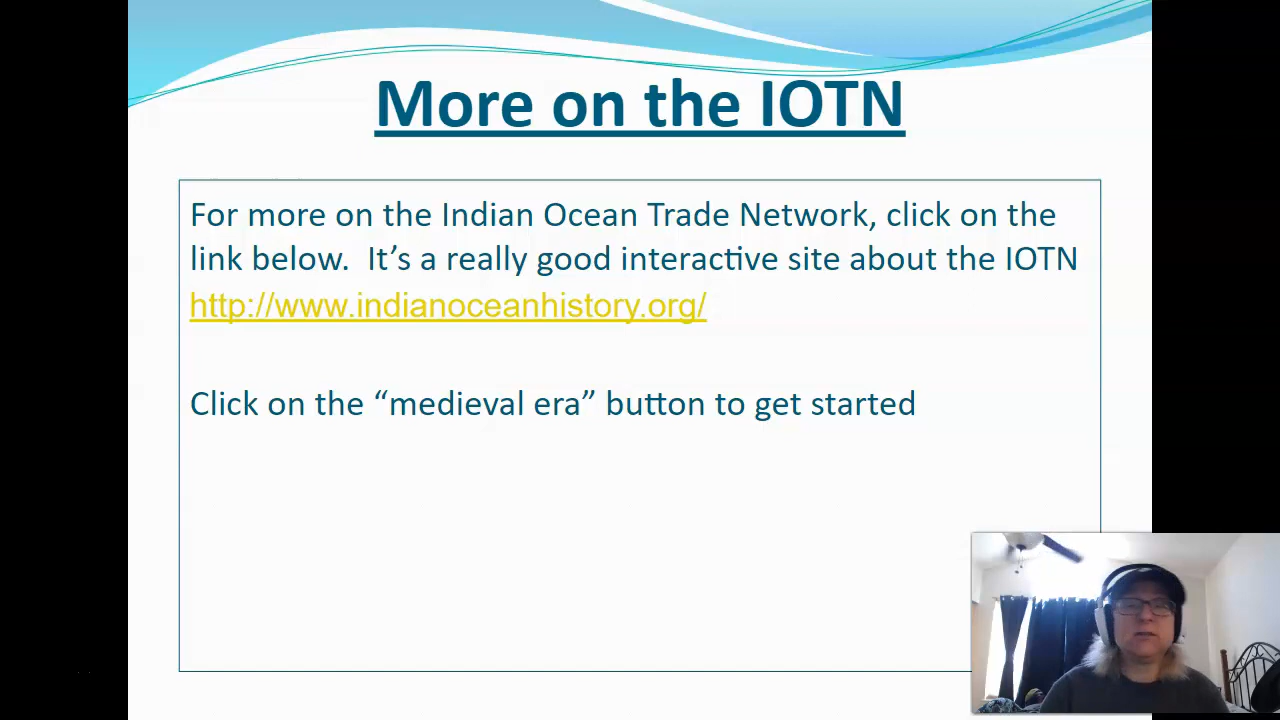 More on the IOTN
For more on the Indian Ocean Trade Network, click on the
link below.  It’s a really good interactive site about the IOTN
http://www.indianoceanhistory.org/
Click on the “medieval era” button to get started